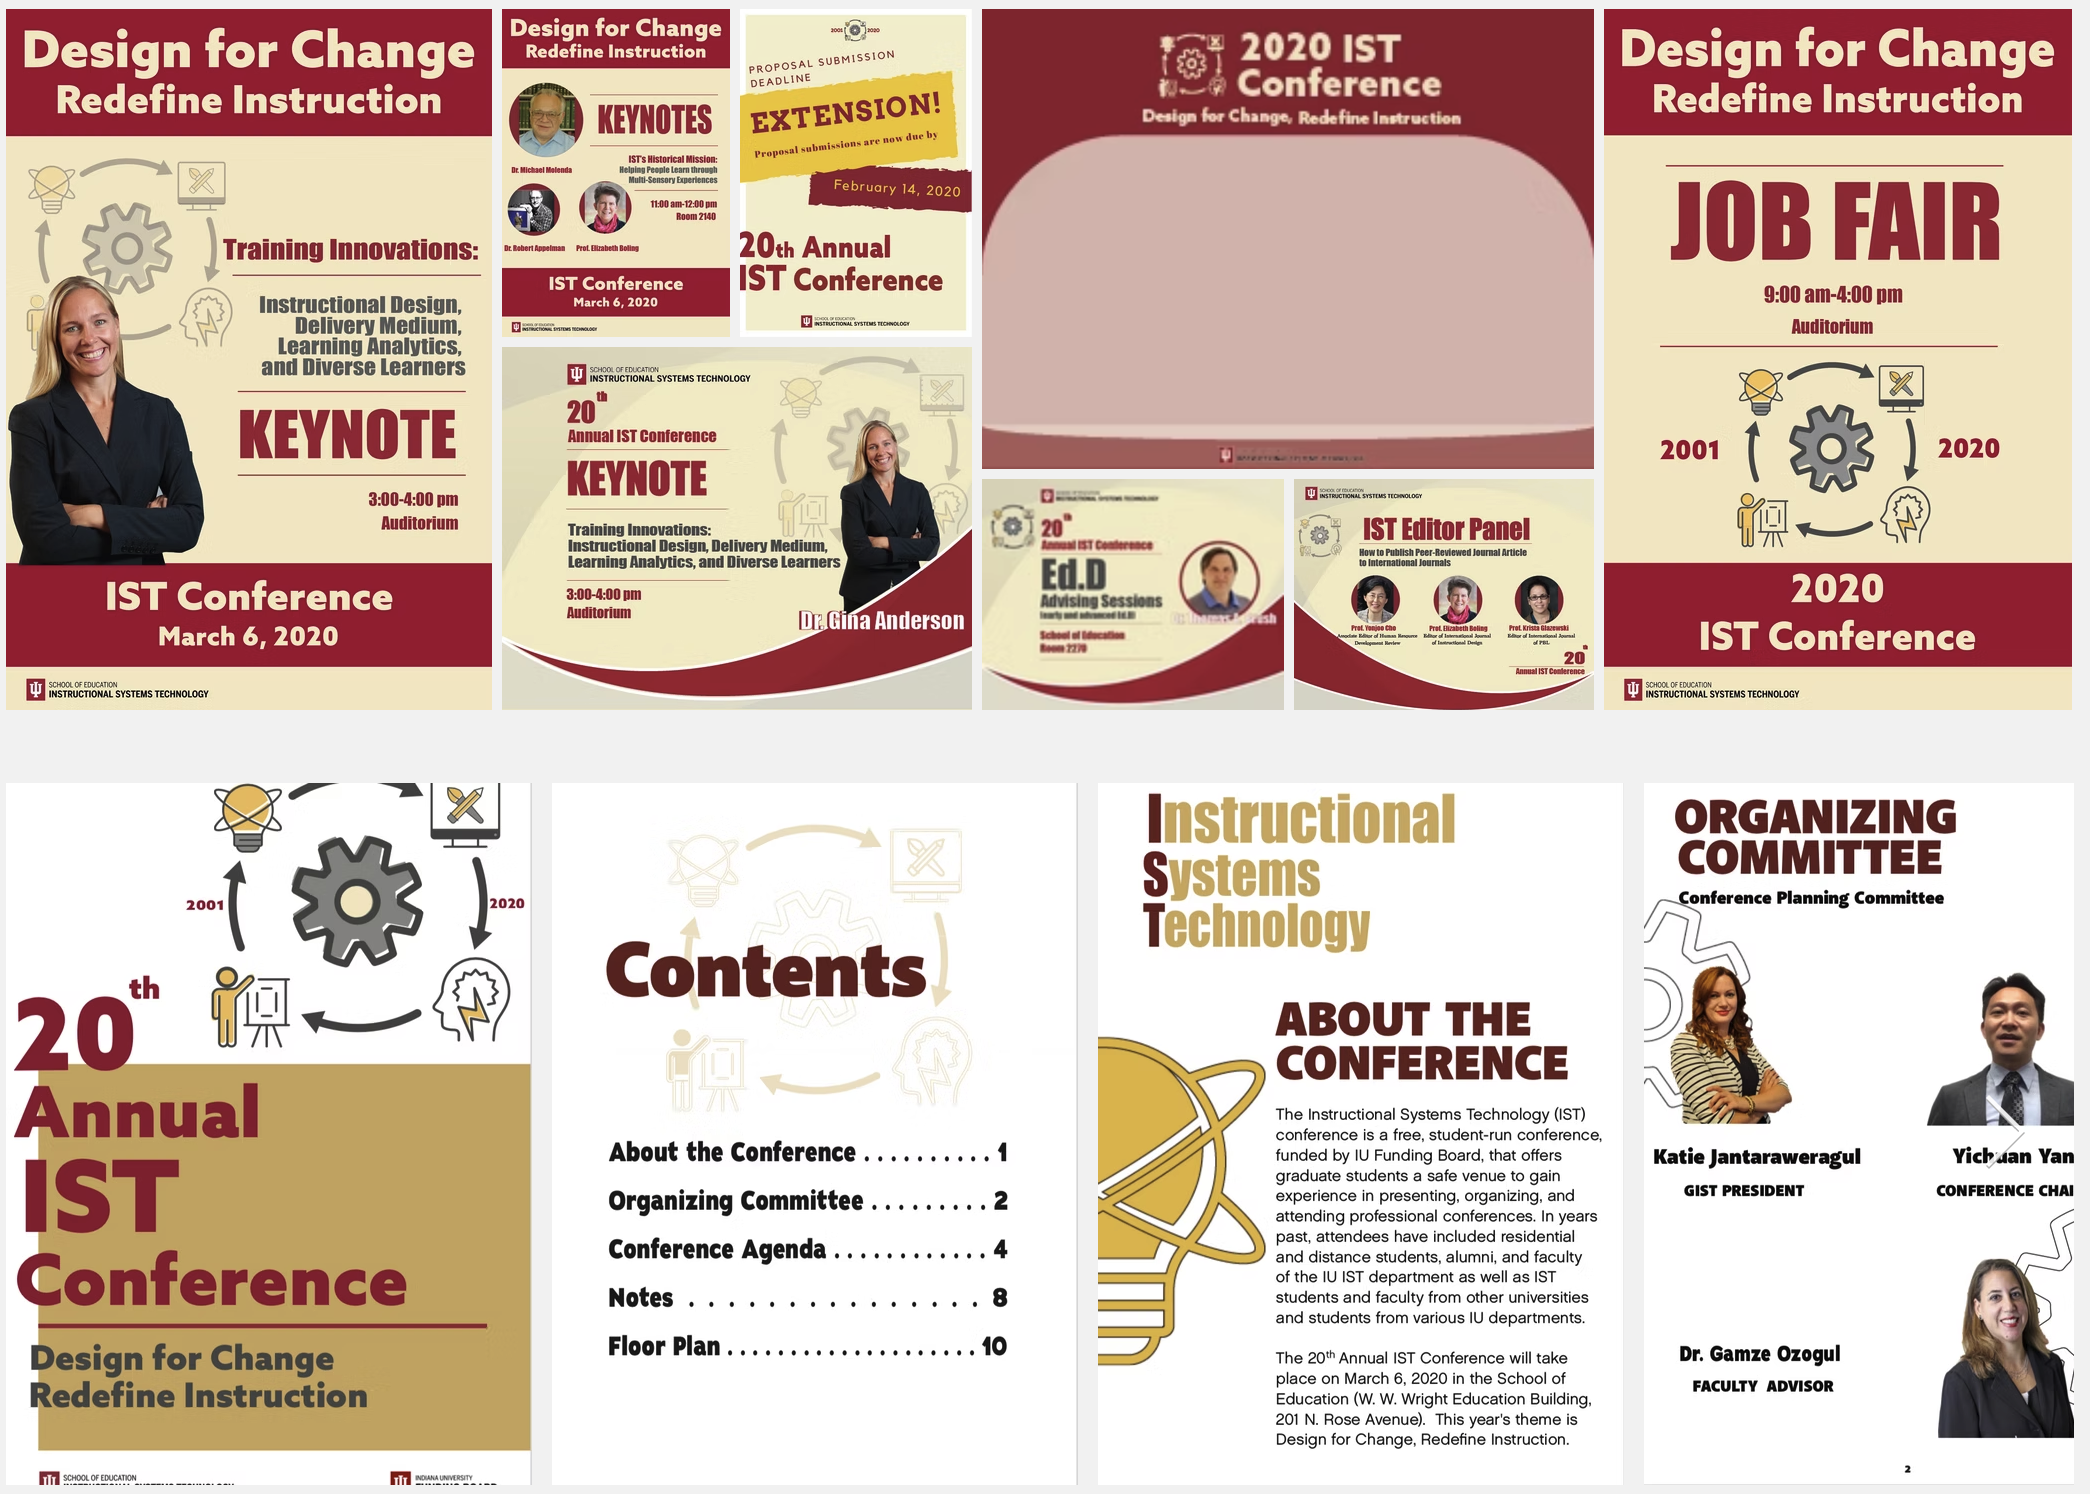 Design for Change
Redefine Instruction
Training Innovations:
Instructional Design,
Delivery Medium,
Learning Analytics,
and Diverse Learners
KEYNOTE
3:00-4:00 pm
Auditorium
IST Conference
March 6, 2020
SCHOOL OF EDUCATION
INSTRUCTIONAL SYSTEMS TECHNOLOGY
Design for Change
Redefine Instruction
KEYNOTES
Dr. Michael Molenda
IST's Historical Mission:
Helping People Learn through
Multi-Sensory Experiences
11:00 am-12:00 pm
Room 2140
Dr. Robert Appelman
Prof. Elizabeth Boling
IST Conference
March 6, 2020
SCHOOL OF EDUCATION
INSTRUCTIONAL SYSTEMS TECHNOLOGY
2001 2020
PROPOSAL SUBMISSION
DEADLINE
EXTENSION!
Proposal submissions are now due by
February 14, 2020
20th Annual
IST Conference
SCHOOL OF EDUCATION
INSTRUCTIONAL SYSTEMS TECHNOLOGY
SCHOOL OF EDUCATION
INSTRUCTIONAL SYSTEMS TECHNOLOGY
20th
Annual IST Conference
KEYNOTE
Training Innovations:
Instructional Design, Delivery Medium,
Learning Analytics, and Diverse Learners
3:00-4:00 pm
Auditorium
Dr. Gina Anderson
2020 IST
Conference
Design for Change, Redefine Instruction
SCHOOL OF EDUCATION
INSTRUCTIONAL SYSTEMS TECHNOLOGY
20th
Annual IST Conference
Ed.D
Advising Sessions
(early and advanced Ed.D)
School of Education
Room 2270
SCHOOL OF EDUCATION
INSTRUCTIONAL SYSTEMS TECHNOLOGY
IST Editor Panel
How to Publish Peer-Reviewed Journal Article
to International Journals
Prof. Yonjoo Cho
Associate Editor of Human Resource
Development Review
Prof. Elizabeth Boling
Editor of International Journal
of Instructional Design
Prof. Krista Glazewski
Editor of International Journal
of PBL
20th
Annual IST Conference
Design for Change
Redefine Instruction
JOB FAIR
9:00 am-4:00 pm
Auditorium
2001 2020
2020
IST Conference
SCHOOL OF EDUCATION
INSTRUCTIONAL SYSTEMS TECHNOLOGY
2001 2020
20th
Annual
IST
Conference
Design for Change
Redefine Instruction
SCHOOL OF EDUCATION
INSTRUCTIONAL SYSTEMS TECHNOLOGY
INDIANA UNIVERSITY
FUNDING BOARD
Contents
About the Conference . . . . . . . . . . 1
Organizing Committee . . . . . . . . . 2
Conference Agenda . . . . . . . . . . . . 4
Notes . . . . . . . . . . . . . . . 8
Floor Plan . . . . . . . . . . . . . . . . . . . 10
Instructional
Systems
Technology
ABOUT THE
CONFERENCE
The Instructional Systems Technology (IST)
conference is a free, student-run conference,
funded by IU Funding Board, that offers
graduate students a safe venue to gain
experience in presenting, organizing, and
attending professional conferences. In years
past, attendees have included residential
and distance students, alumni, and faculty
of the IU IST department as well as IST
students and faculty from other universities
and students from various IU departments.
The 20th Annual IST Conference will take
place on March 6, 2020 in the School of
Education (W. W. Wright Education Building,
201 N. Rose Avenue). This year's theme is
Design for Change, Redefine Instruction.
ORGANIZING
COMMITTEE
Conference Planning Committee
Katie Jantaraweragul
GIST PRESIDENT
Yichuan Yan
CONFERENCE CHAI
Dr. Gamze Ozogul
FACULTY ADVISOR
2